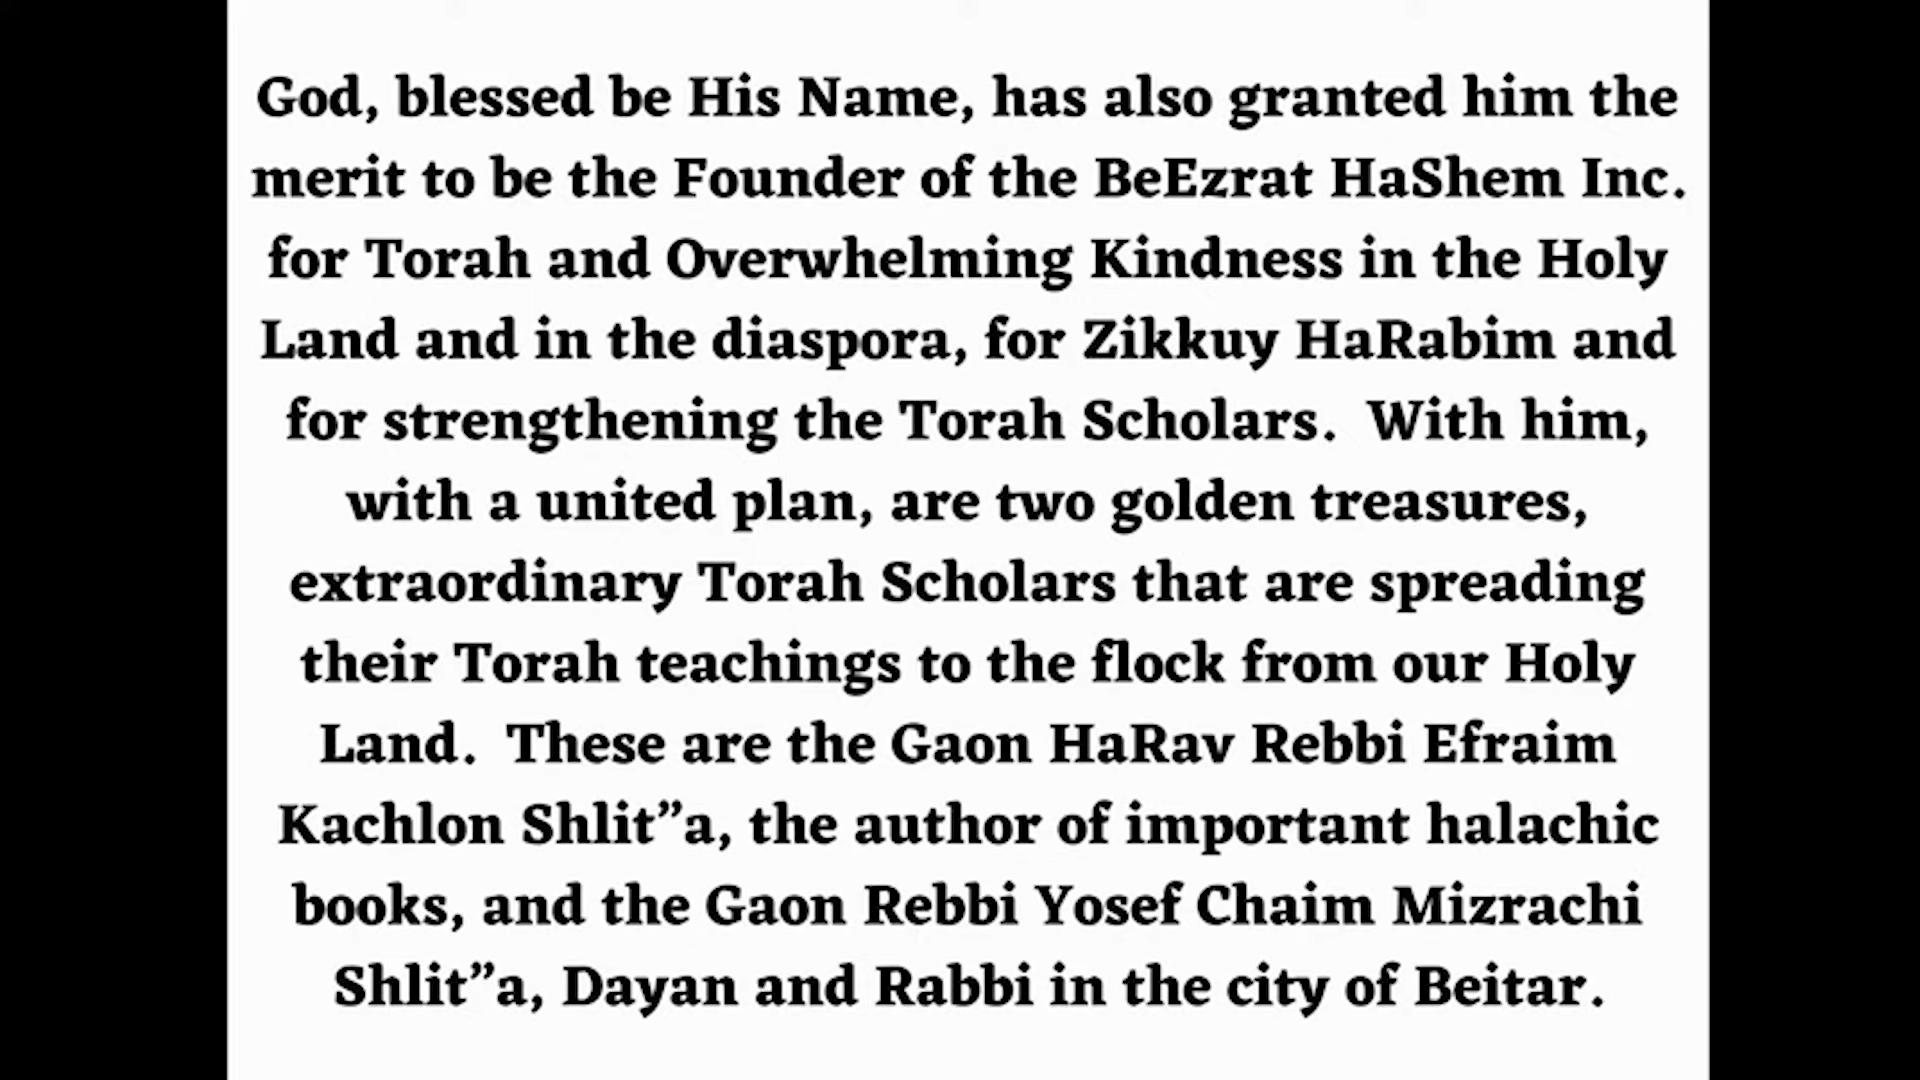 God, blessed be His Name, has also granted him the
merit to be the Founder of the BeEzrat HaShem Inc.
for Torah and Overwhelming Kindness in the Holy
Land and in the diaspora, for Zikkuy HaRabim and
for strengthening the Torah Scholars.  With him,
with a united plan, are two golden treasures,
extraordinary Torah Scholars that are spreading
their Torah teachings to the flock from our Holy
Land.  These are the Gaon HaRav Rebbi Efraim
Kachlon Shlit”a, the author of important halachic
books, and the Gaon Rebbi Yosef Chaim Mizrachi
Shlit”a, Dayan and Rabbi in the city of Beitar.